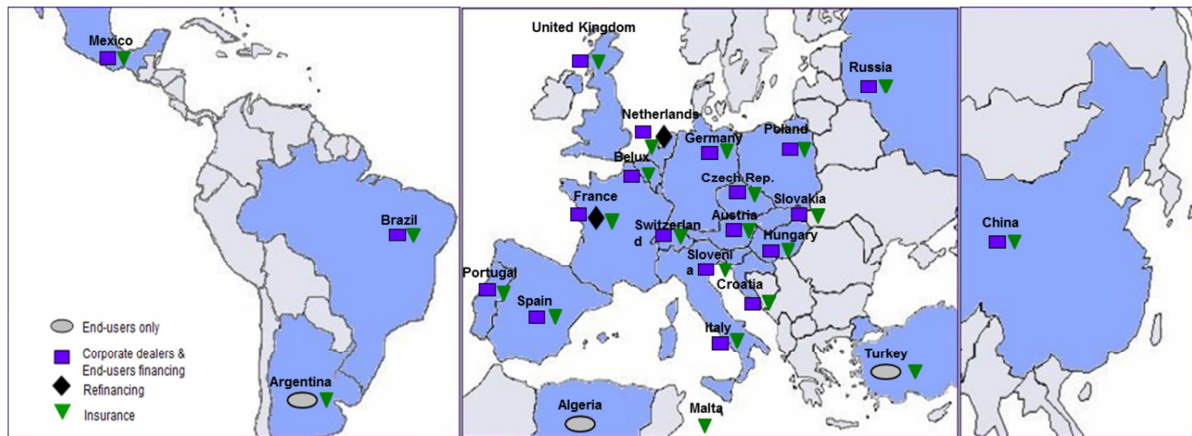 Mexico
Brazil
Argentina
End-users only
Corporate dealers &
End-users financing
Refinancing
Insurance
United Kingdom
Russia
Netherlands
Germany
Poland
Belux
Czech Rep.
France
Slovakia
Switzerlan
d
Austria
Hungary
Sloveni
a
Portugal
Croatia
Spain
Italy
Turkey
Algeria
Malta
China